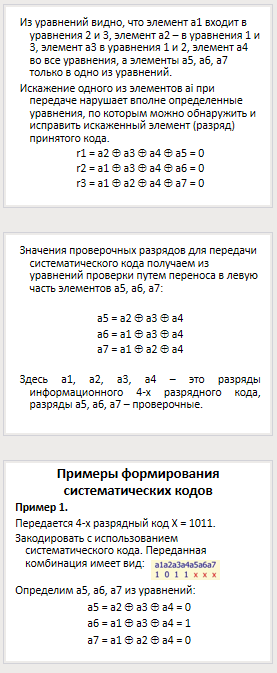 Из уравнений видно, что элемент a1 входит в
уравнения 2 и 3, элемент a2 – в уравнения 1 и
3, элемент a3 в уравнения 1 и 2, элемент a4
во все уравнения, а элементы a5, a6, a7
только в одно из уравнений.
Искажение одного из элементов ai при
передаче нарушает вполне определенные
уравнения, по которым можно обнаружить и
исправить искаженный элемент (разряд)
принятого кода.
r1 = a2 ⊕ a3 ⊕ a4 ⊕ a5 = 0
r2 = a1 ⊕ a3 ⊕ a4 ⊕ a6 = 0
r3 = a1 ⊕ a2 ⊕ a4 ⊕ a7 = 0
Значения проверочных разрядов для передачи
систематического кода получаем из
уравнений проверки путем переноса в левую
часть элементов a5, a6, a7:
a5 = a2 ⊕ a3 ⊕ a4
a6 = a1 ⊕ a3 ⊕ a4
a7 = a1 ⊕ a2 ⊕ a4
Здесь a1, a2, a3, a4 – это разряды
информационного 4-х разрядного кода,
разряды a5, a6, a7 – проверочные.
Примеры формирования
систематических кодов
Пример 1.
Передается 4-х разрядный код X = 1011.
Закодировать с использованием
систематического кода. Переданная
комбинация имеет вид: a1a2a3a4a5a6a7
1 0 1 1 x x x
Определим a5, a6, a7 из уравнений:
a5 = a2 ⊕ a3 ⊕ a4 = 0
a6 = a1 ⊕ a3 ⊕ a4 = 1
a7 = a1 ⊕ a2 ⊕ a4 = 0